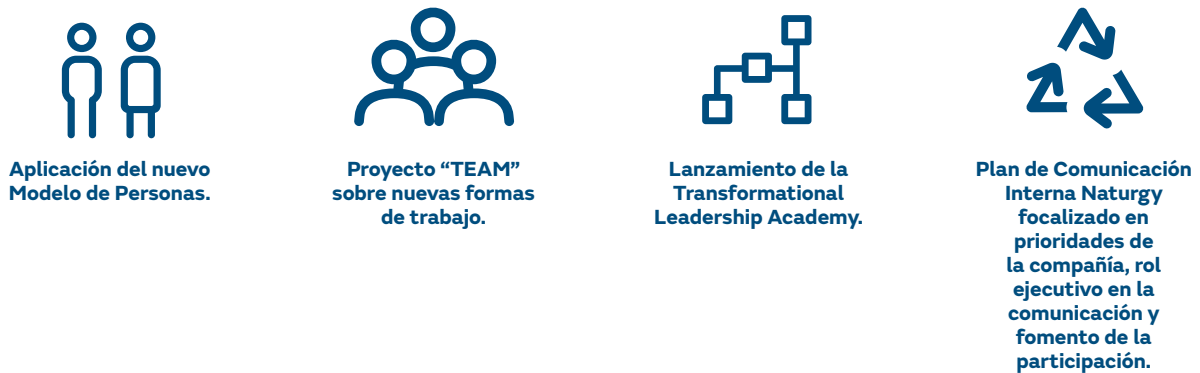 Aplicación del nuevo
Modelo de Personas.
Proyecto “TEAM”
sobre nuevas formas
de trabajo.
Lanzamiento de la
Transformational
Leadership Academy.
Plan de Comunicación
Interna Naturgy
focalizado en
prioridades de
la compañía, rol
ejecutivo en la
comunicación y
fomento de la
participación.